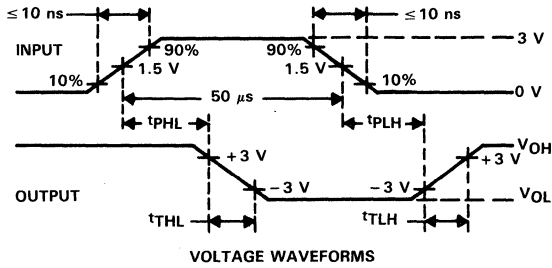 ≤10 ns ≤10 ns
3 V
INPUT 90% 90%
1.5 V 1.5 V
10% 10%
0 V
50 μs
tPHL tPLH
VOH
+3 V +3 V
OUTPUT −3 V −3 V
VOL
tTHL tTLH
VOLTAGE WAVEFORMS